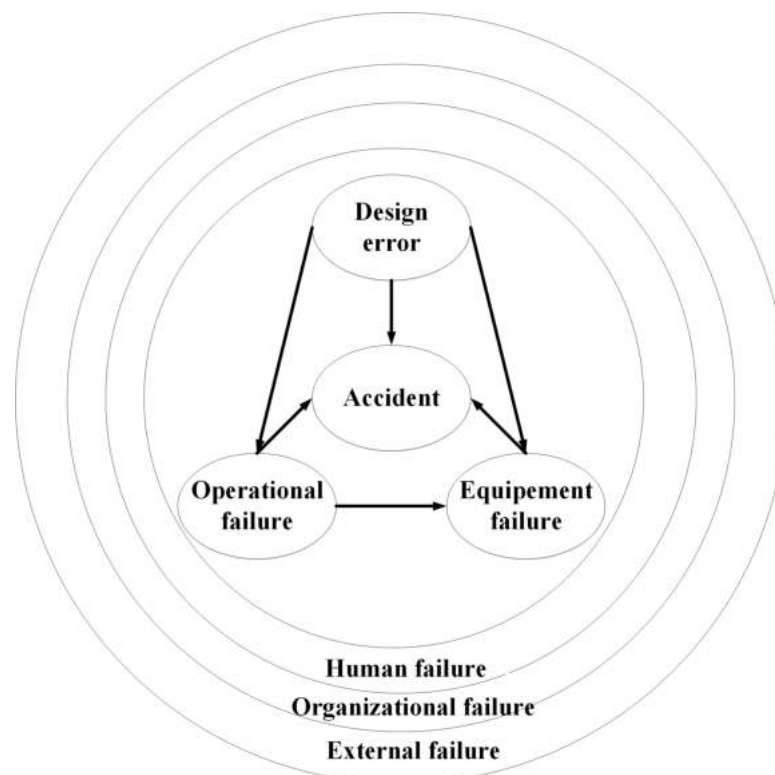 Design
error
Accident
Operational
failure
Equipement
failure
Human failure
Organizational failure
External failure